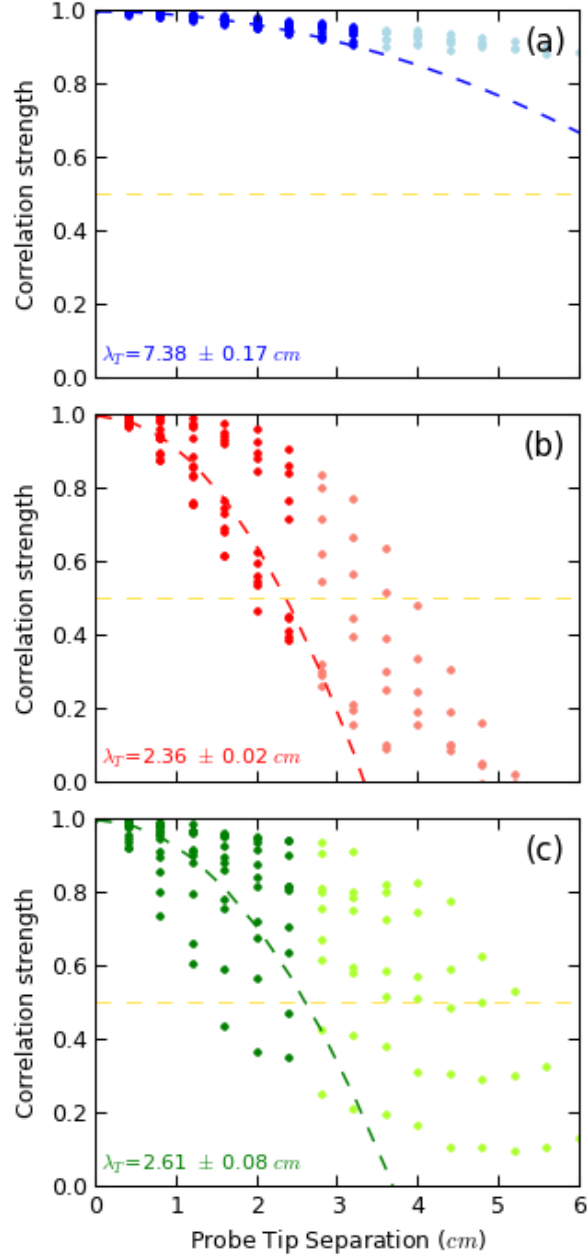 1.0
(a)
0.8
0.6
0.4
0.2
λT=7.38 ± 0.17 cm
0.0
Correlation strength
1.0
(b)
0.8
0.6
0.4
0.2
λT=2.36 ± 0.02 cm
0.0
Correlation strength
1.0
(c)
0.8
0.6
0.4
0.2
λT=2.61 ± 0.08 cm
0.0
Correlation strength
0 1 2 3 4 5 6
Probe Tip Separation (cm)